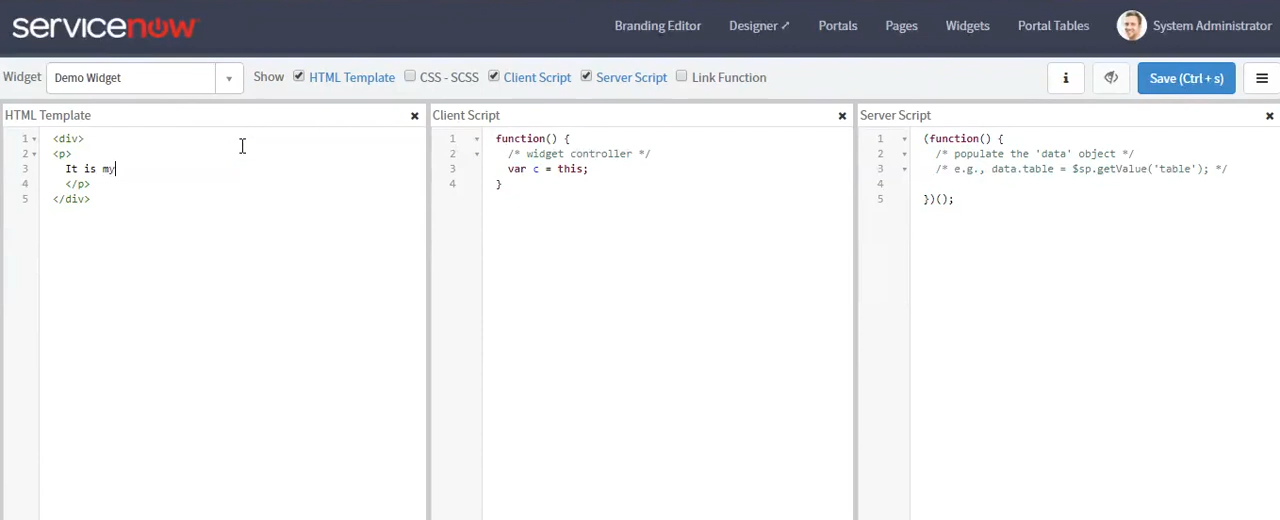 servicenow Branding Editor Designer Portals Pages Widgets Portal Tables System Administrator
Widget Demo Widget Show HTML Template CSS - SCSS Client Script Server Script Link Function i Save (Ctrl + s)
HTML Template
1 <div>
2 <p>
3 It is my
4 </p>
5 </div>
Client Script
1 function() {
2 /* widget controller */
3 var c = this;
4 }
Server Script
1 (function() {
2 /* populate the 'data' object */
3 /* e.g., data.table = $sp.getValue('table'); */
4
5 })();